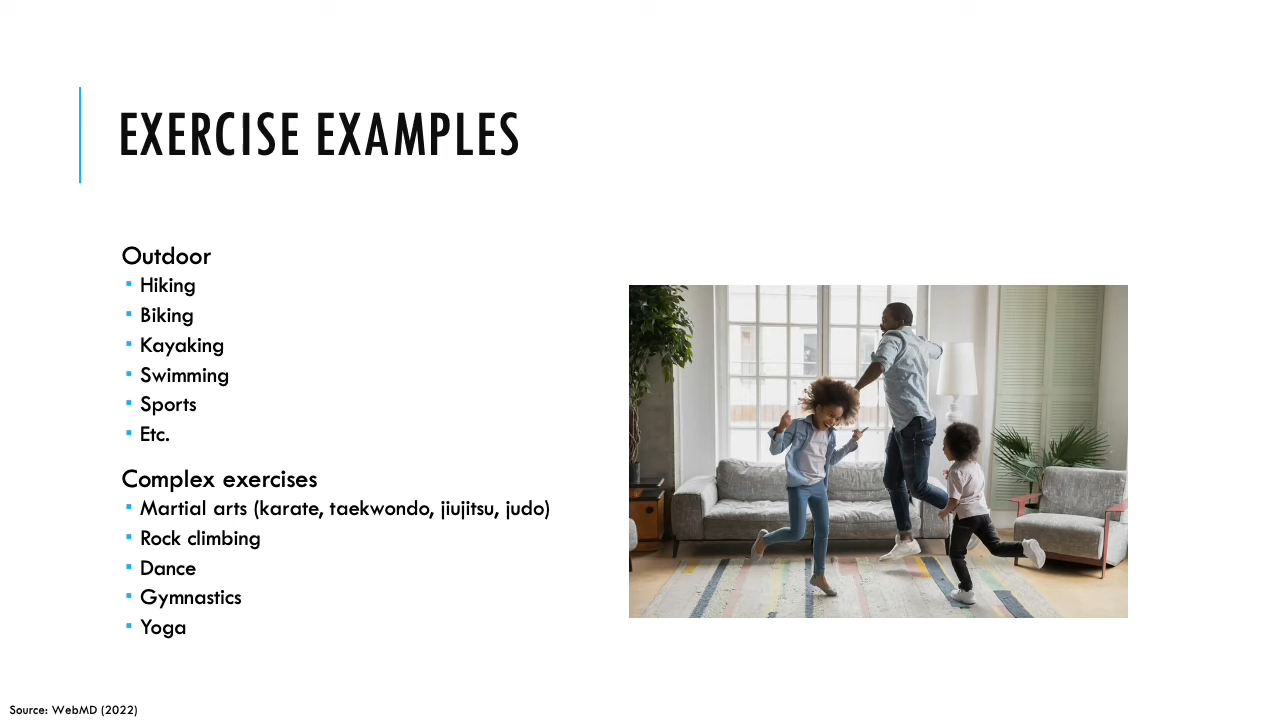 EXERCISE EXAMPLES
Outdoor
▪ Hiking
▪ Biking
▪ Kayaking
▪ Swimming
▪ Sports
▪ Etc.
Complex exercises
▪ Martial arts (karate, taekwondo, jiujitsu, judo)
▪ Rock climbing
▪ Dance
▪ Gymnastics
▪ Yoga
Source: WebMD (2022)